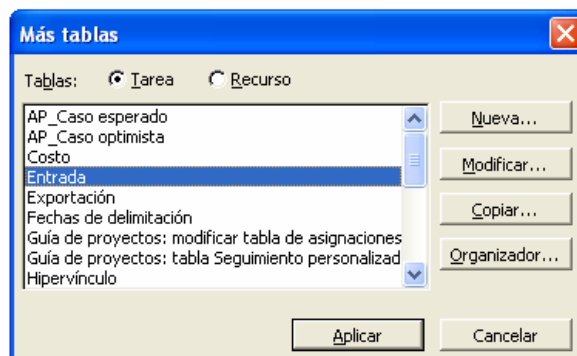 Más tablas
Tablas: Tarea Recurso
AP_Caso esperado
AP_Caso optimista
Costo
Entrada
Exportación
Fechas de delimitación
Guía de proyectos: modificar tabla de asignaciones
Guía de proyectos: tabla Seguimiento personalizad
Hipervínculo
Nueva...
Modificar...
Copiar...
Organizador...
Aplicar Cancelar